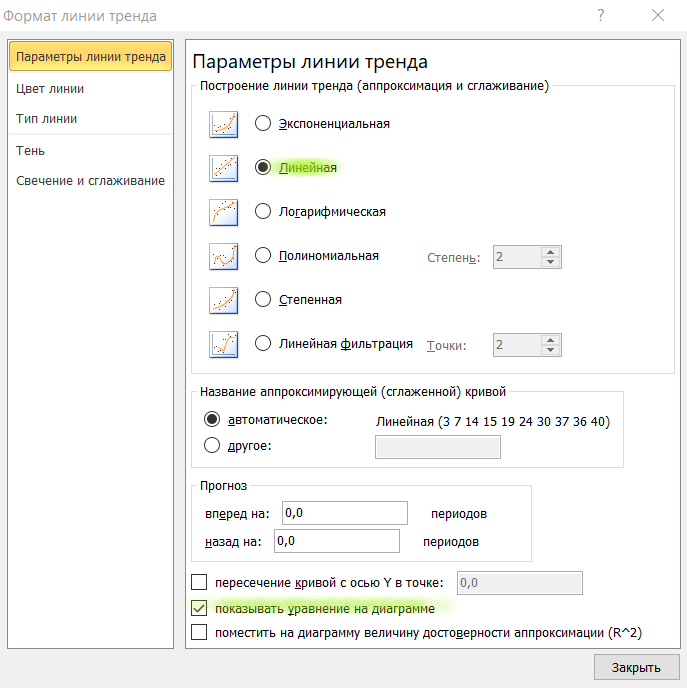 Формат линии тренда
?
Параметры линии тренда
Цвет линии
Тип линии
Тень
Свечение и сглаживание
Параметры линии тренда
Построение линии тренда (аппроксимация и сглаживание)
Экспоненциальная
Линейная
Логарифмическая
Полиномиальная Степень: 2
Степенная
Линейная фильтрация Точки: 2
Название аппроксимирующей (сглаженной) кривой
автоматическое: Линейная (3 7 14 15 19 24 30 37 36 40)
другое:
Прогноз
вперед на: 0,0 периодов
назад на: 0,0 периодов
пересечение кривой с осью Y в точке: 0,0
показывать уравнение на диаграмме
поместить на диаграмму величину достоверности аппроксимации (R^2)
Закрыть